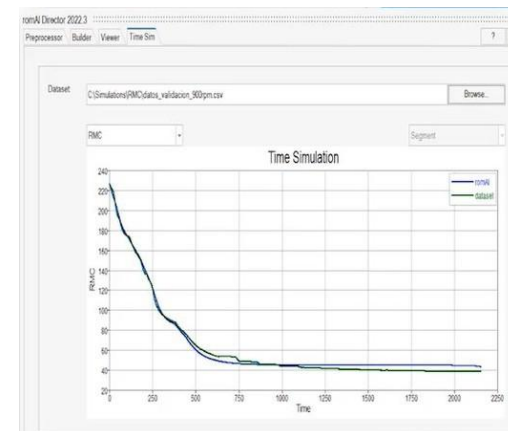 romAI Director 2022.3
Preprocessor Builder Viewer Time Sim ?
Dataset C:\Simulations\RMC\datos_validacion_900rpm.csv Browse...
RMC Segment
Time Simulation
romAI
dataset
240
220
200
180
160
140
120
100
80
60
40
20
RMC
0 250 500 750 1000 1250 1500 1750 2000 2250
Time